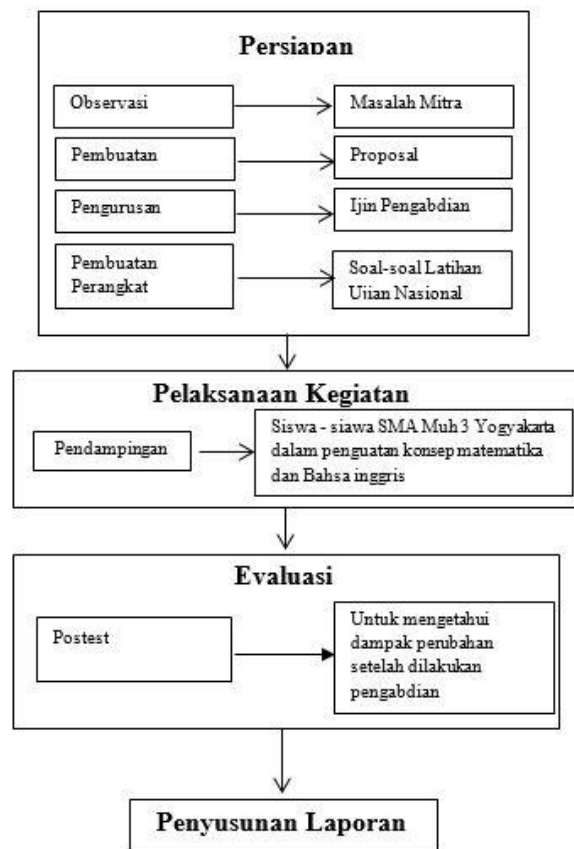 Persiapan
Observasi
Masalah Mitra
Pembuatan
Proposal
Pengurusan
Ijin Pengabdian
Pembuatan
Perangkat
Soal-soal Latihan
Ujian Nasional
Pelaksanaan Kegiatan
Pendampingan
Siswa - siawa SMA Muh 3 Yogyakarta
dalam penguatan konsep matematika
dan Bahsa inggris
Evaluasi
Postest
Untuk mengetahui
dampak perubahan
setelah dilakukan
pengabdian
Penyusunan Laporan